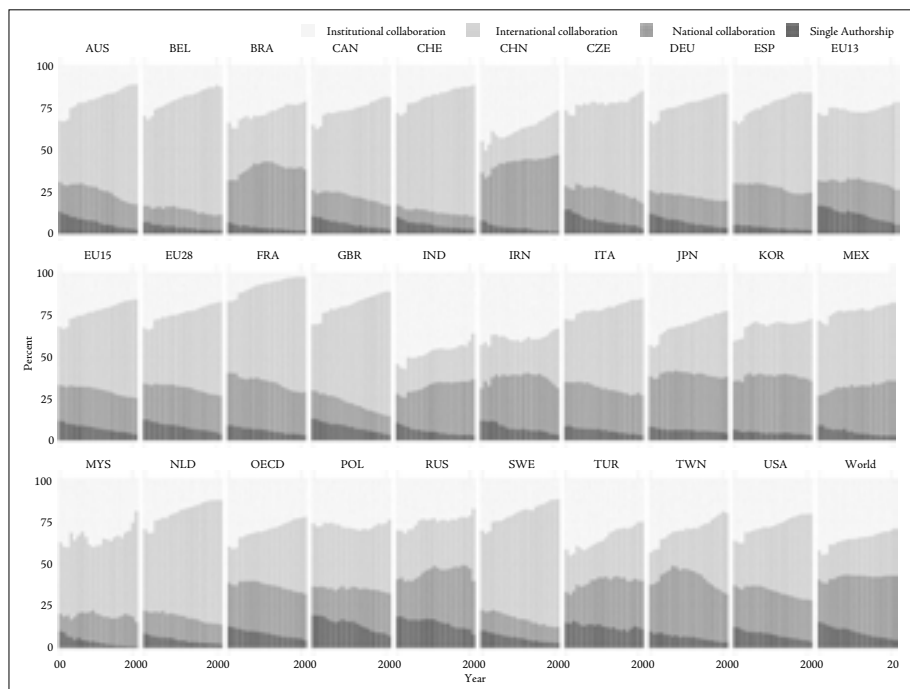 Institutional collaboration International collaboration National collaboration Single Authorship
AUS BEL BRA CAN CHE CHN CZE DEU ESP EU13
100
75
50
25
0
EU15 EU28 FRA GBR IND IRN ITA JPN KOR MEX
100
75
50
25
0
Percent
MYS NLD OECD POL RUS SWE TUR TWN USA World
100
75
50
25
0
00 2000 2000 2000 2000 2000 2000 2000 2000 2000 20
Year